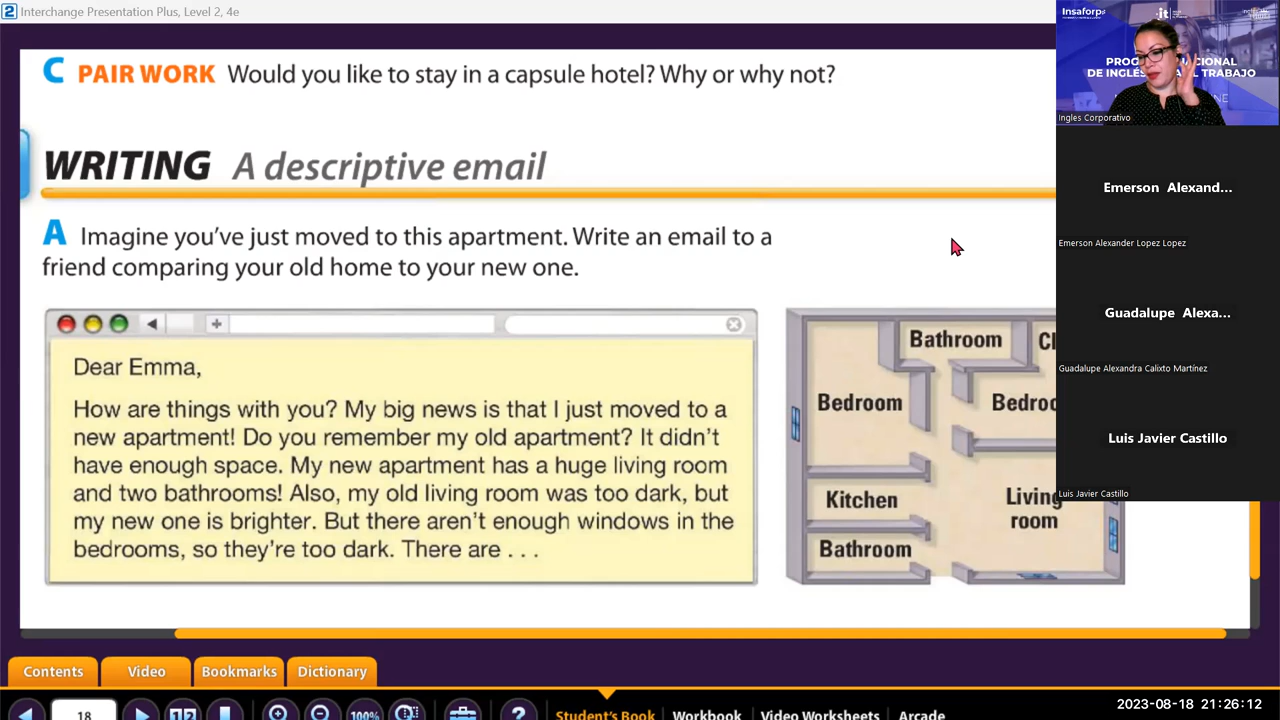 Interchange Presentation Plus, Level 2, 4e
C PAIR WORK Would you like to stay in a capsule hotel? Why or why not?
WRITING A descriptive email
A Imagine you've just moved to this apartment. Write an email to a
friend comparing your old home to your new one.
Dear Emma,
How are things with you? My big news is that I just moved to a
new apartment! Do you remember my old apartment? It didn't
have enough space. My new apartment has a huge living room
and two bathrooms! Also, my old living room was too dark, but
my new one is brighter. But there aren't enough windows in the
bedrooms, so they're too dark. There are . . .
Bathroom
Bedroom
Kitchen
Living
room
Bathroom
Insaforp
Ingles Corporativo
Emerson Alexand...
Emerson Alexander Lopez Lopez
Guadalupe Alexa...
Guadalupe Alexandra Calixto Martínez
Luis Javier Castillo
Luis Javier Castillo
Contents Video Bookmarks Dictionary
18 100% ?
Student's Book Workbook Video Worksheets Arcade
2023-08-18 21:26:12